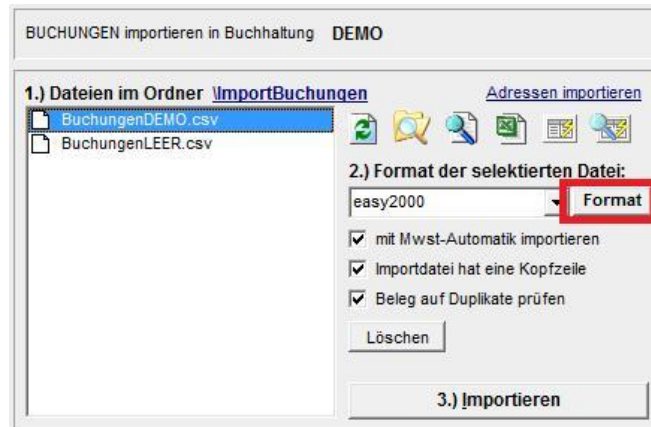 BUCHUNGEN importieren in Buchhaltung DEMO
1.) Dateien im Ordner \ImportBuchungen
Adressen importieren
BuchungenDEMO.csv
BuchungenLEER.csv
2.) Format der selektierten Datei:
easy2000
Format
mit Mwst-Automatik importieren
Importdatei hat eine Kopfzeile
Beleg auf Duplikate prüfen
Löschen
3.) Importieren